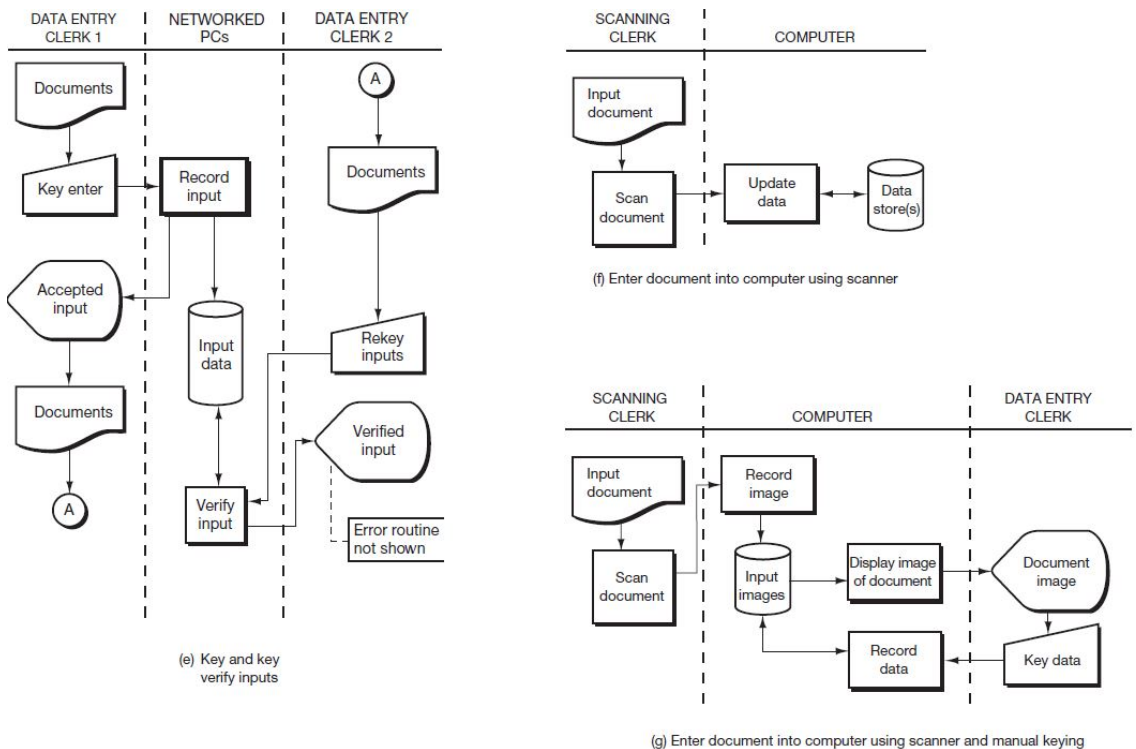 DATA ENTRY
CLERK 1
NETWORKED
PCs
DATA ENTRY
CLERK 2
Documents
Key enter
Record
input
Accepted
input
Input
data
Documents
A
Verify
input
A
Documents
Rekey
inputs
Verified
input
Error routine
not shown
(e) Key and key
verify inputs
SCANNING
CLERK
COMPUTER
Input
document
Scan
document
Update
data
Data
store(s)
(f) Enter document into computer using scanner
SCANNING
CLERK
COMPUTER
DATA ENTRY
CLERK
Input
document
Scan
document
Record
image
Input
images
Display image
of document
Document
image
Record
data
Key data
(g) Enter document into computer using scanner and manual keying